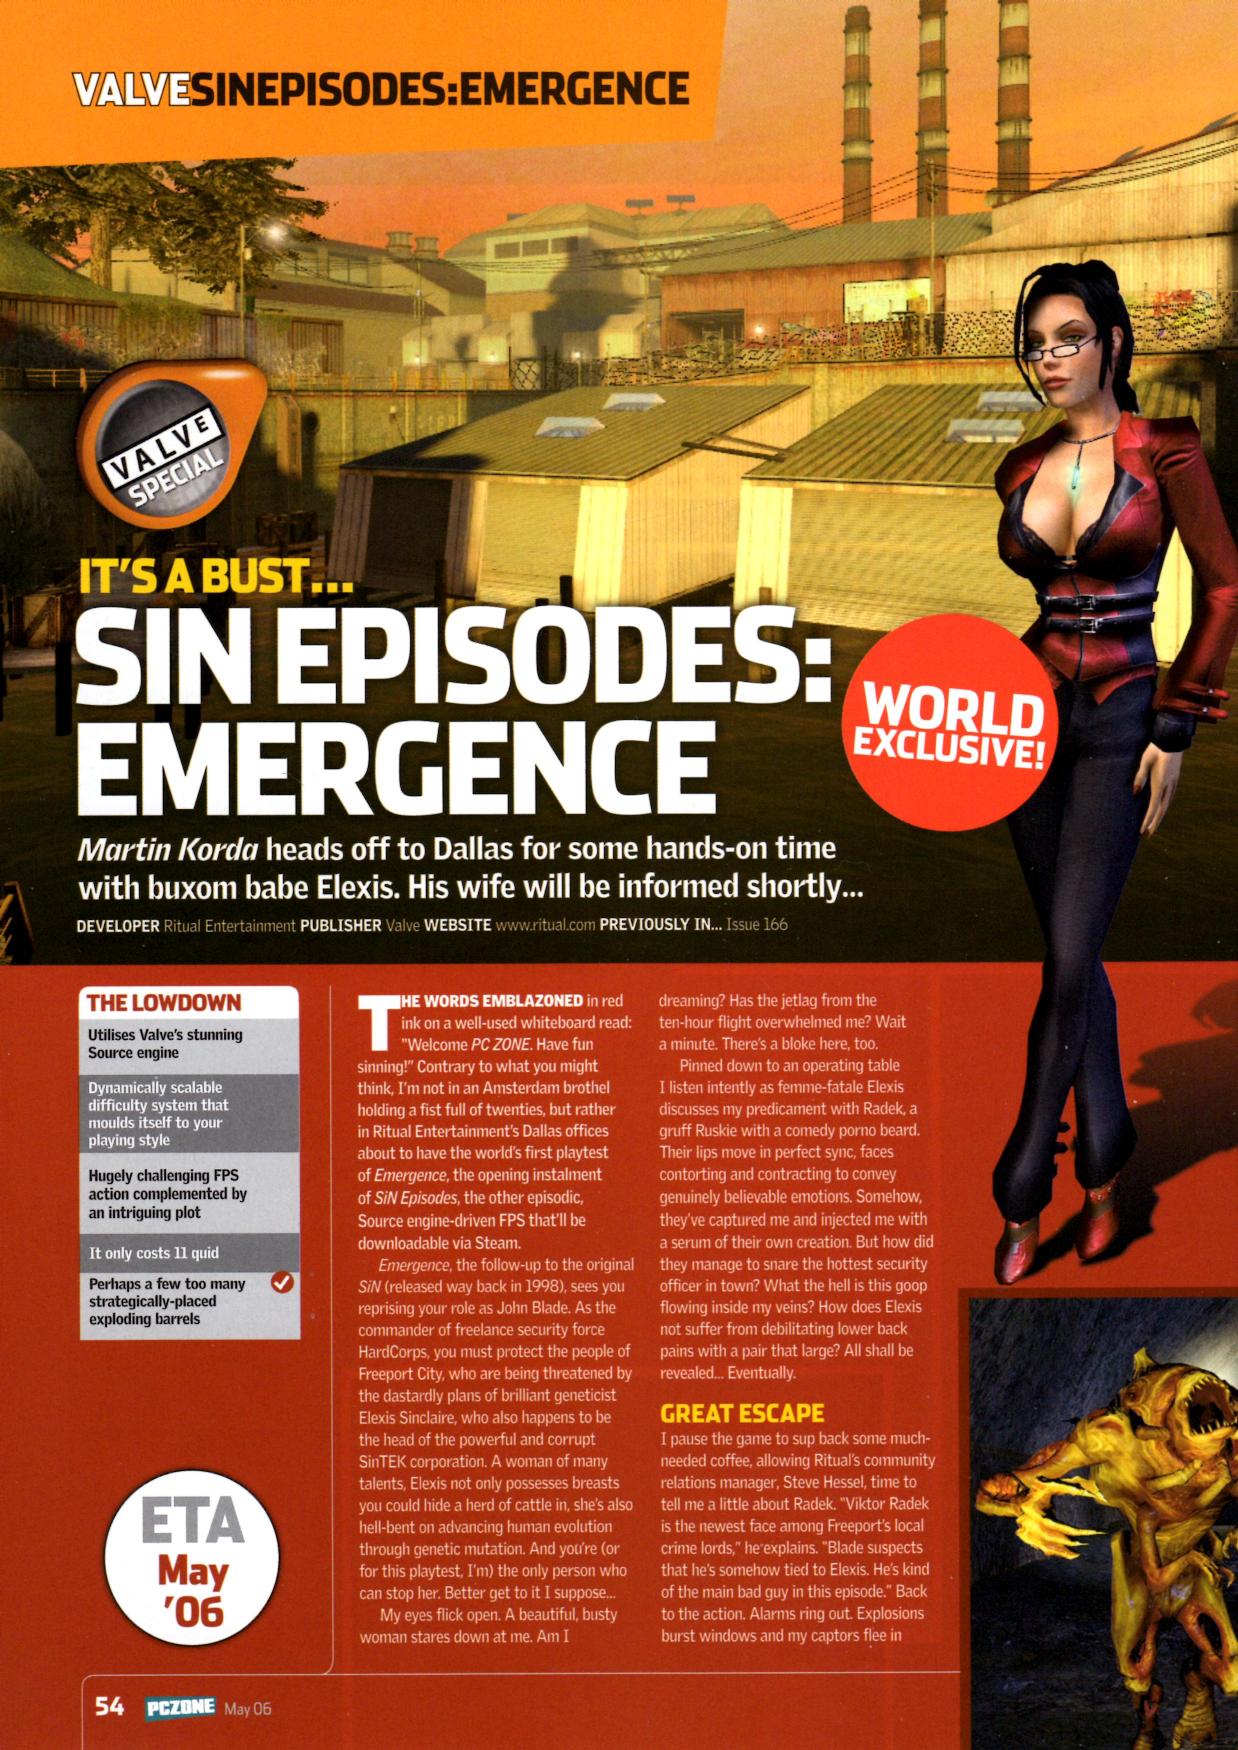 VALVESINEPISODES:EMERGENCE
VALVE
SPECIAL
IT'S A BUST...
SIN EPISODES:
EMERGENCE
WORLD
EXCLUSIVE!
Martin Korda heads off to Dallas for some hands-on time
with buxom babe Elexis. His wife will be informed shortly...
DEVELOPER Ritual Entertainment PUBLISHER Valve WEBSITE www.ritual.com PREVIOUSLY IN... Issue 166
THE LOWDOWN
Utilises Valve's stunning
Source engine
Dynamically scalable
difficulty system that
moulds itself to your
playing style
Hugely challenging FPS
action complemented by
an intriguing plot
It only costs 11 quid
Perhaps a few too many
strategically-placed
exploding barrels
ETA
May
'06
THE WORDS EMBLAZONED in red
ink on a well-used whiteboard read:
"Welcome PC ZONE. Have fun
sinning!" Contrary to what you might
think, I'm not in an Amsterdam brothel
holding a fist full of twenties, but rather
in Ritual Entertainment's Dallas offices
about to have the world's first playtest
of Emergence, the opening instalment
of SiN Episodes, the other episodic,
Source engine-driven FPS that'll be
downloadable via Steam.
Emergence, the follow-up to the original
SiN (released way back in 1998), sees you
reprising your role as John Blade. As the
commander of freelance security force
HardCorps, you must protect the people of
Freeport City, who are being threatened by
the dastardly plans of brilliant geneticist
Elexis Sinclaire, who also happens to be
the head of the powerful and corrupt
SinTEK corporation. A woman of many
talents, Elexis not only possesses breasts
you could hide a herd of cattle in, she's also
hell-bent on advancing human evolution
through genetic mutation. And you're (or
for this playtest, I'm) the only person who
can stop her. Better get to it I suppose...
My eyes flick open. A beautiful, busty
woman stares down at me. Am I
dreaming? Has the jetlag from the
ten-hour flight overwhelmed me? Wait
a minute. There's a bloke here, too.
Pinned down to an operating table
I listen intently as femme-fatale Elexis
discusses my predicament with Radek, a
gruff Ruskie with a comedy porno beard.
Their lips move in perfect sync, faces
contorting and contracting to convey
genuinely believable emotions. Somehow,
they've captured me and injected me with
a serum of their own creation. But how did
they manage to snare the hottest security
officer in town? What the hell is this goop
flowing inside my veins? How does Elexis
not suffer from debilitating lower back
pains with a pair that large? All shall be
revealed... Eventually.
GREAT ESCAPE
I pause the game to sup back some much-
needed coffee, allowing Ritual's community
relations manager, Steve Hessel, time to
tell me a little about Radek. "Viktor Radek
is the newest face among Freeport's local
crime lords," he explains. "Blade suspects
that he's somehow tied to Elexis. He's kind
of the main bad guy in this episode." Back
to the action. Alarms ring out. Explosions
burst windows and my captors flee in
54 PCZONE May 06